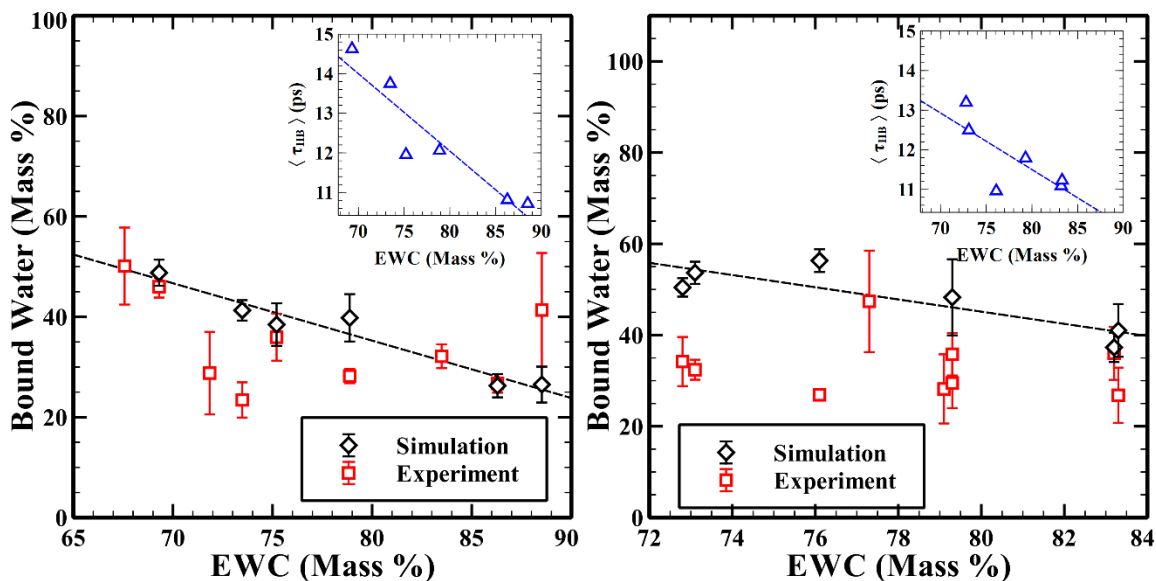 100
80
60
40
20
0
Bound Water (Mass %)
65 70 75 80 85 90
EWC (Mass %)
Simulation
Experiment
15
14
13
12
11
⟨ τHB ⟩ (ps)
70 75 80 85 90
EWC (Mass %)
100
80
60
40
20
0
Bound Water (Mass %)
72 74 76 78 80 82 84
EWC (Mass %)
Simulation
Experiment
15
14
13
12
11
⟨ τHB ⟩ (ps)
70 75 80 85 90
EWC (Mass %)